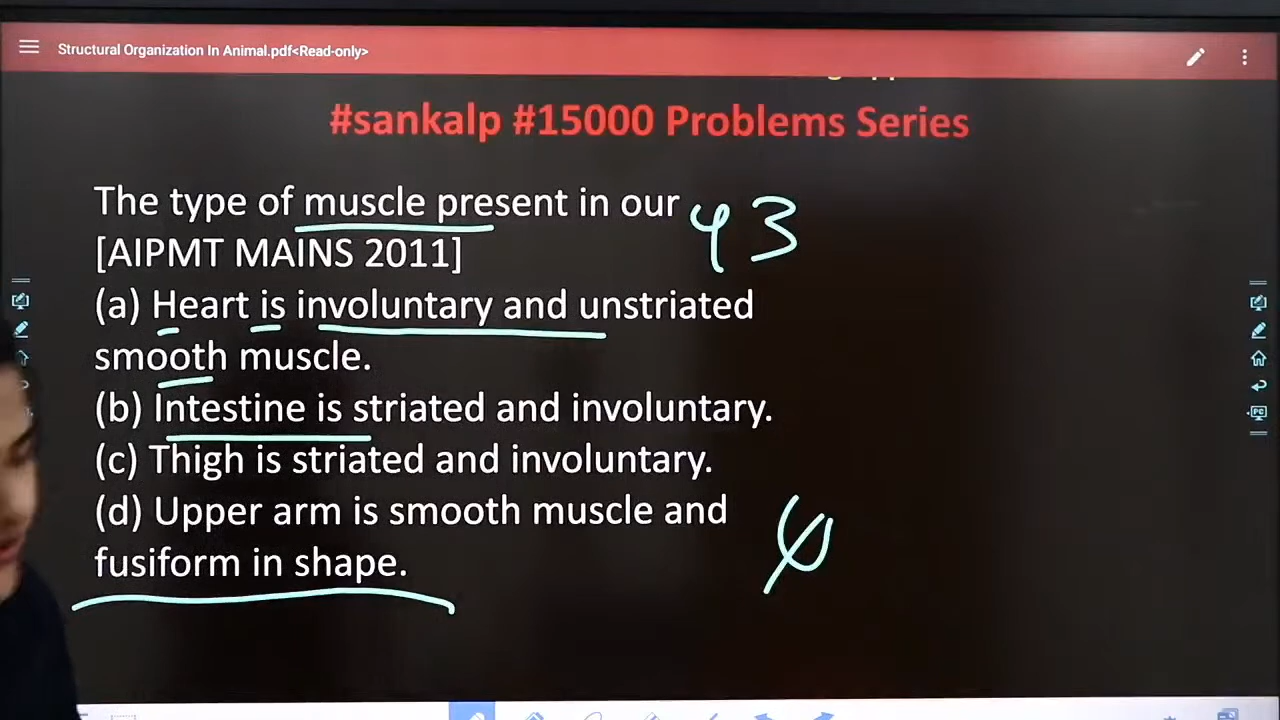 Structural Organization In Animal.pdf<Read-only>
#sankalp #15000 Problems Series
The type of muscle present in our 43
[AIPMT MAINS 2011]
(a) Heart is involuntary and unstriated
smooth muscle.
(b) Intestine is striated and involuntary.
(c) Thigh is striated and involuntary.
(d) Upper arm is smooth muscle and
fusiform in shape.